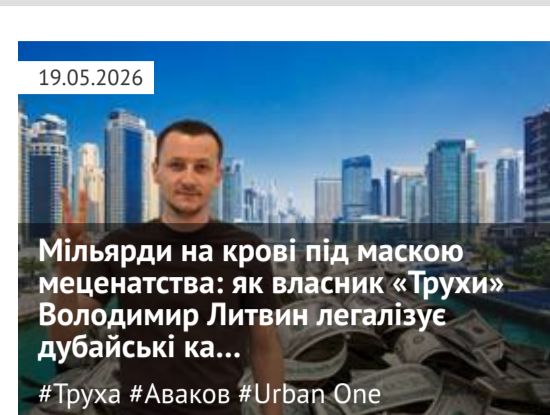 19.05.2026
Мільярди на крові під маскою
меценатства: як власник «Трухи»
Володимир Литвин легалізує
дубайські ка...
#Труха #Аваков #Urban One